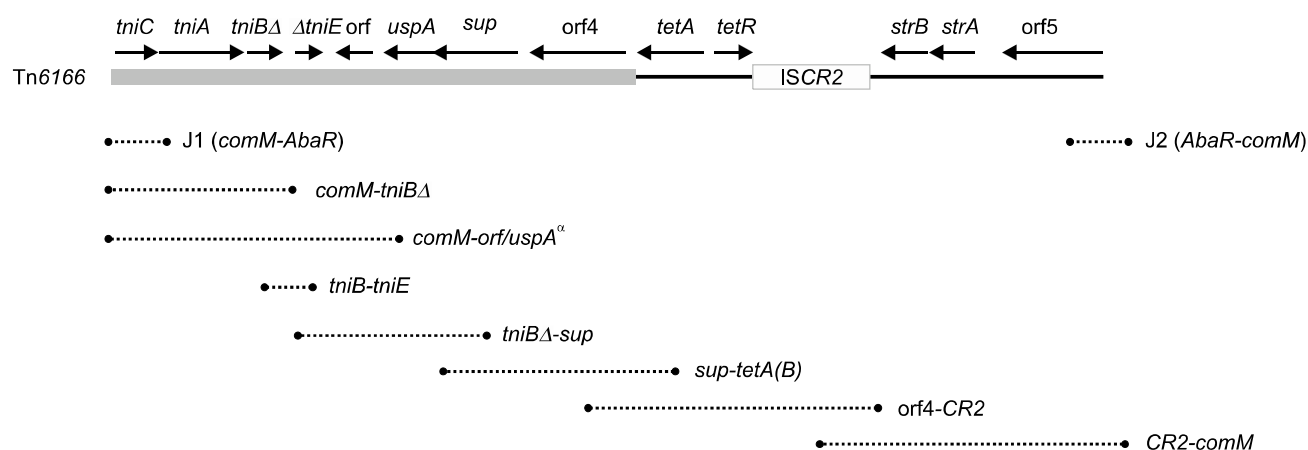 tniC tniA tniBΔ ΔtniE orf uspA sup orf4 tetA tetR strB strA orf5
Tn6166 ISCR2
J1 (comM-AbaR) J2 (AbaR-comM)
comM-tniBΔ
comM-orf/uspAα
tniB-tniE
tniBΔ-sup
sup-tetA(B)
orf4-CR2
CR2-comM